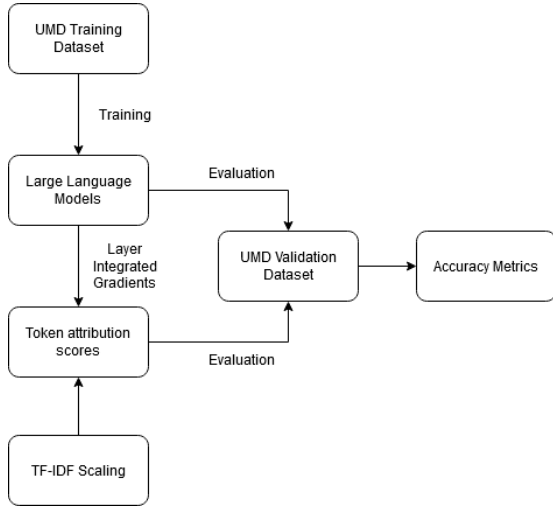 UMD Training
Dataset
Training
Large Language
Models
Evaluation
Layer
Integrated
Gradients
UMD Validation
Dataset
Accuracy Metrics
Token attribution
scores
Evaluation
TF-IDF Scaling